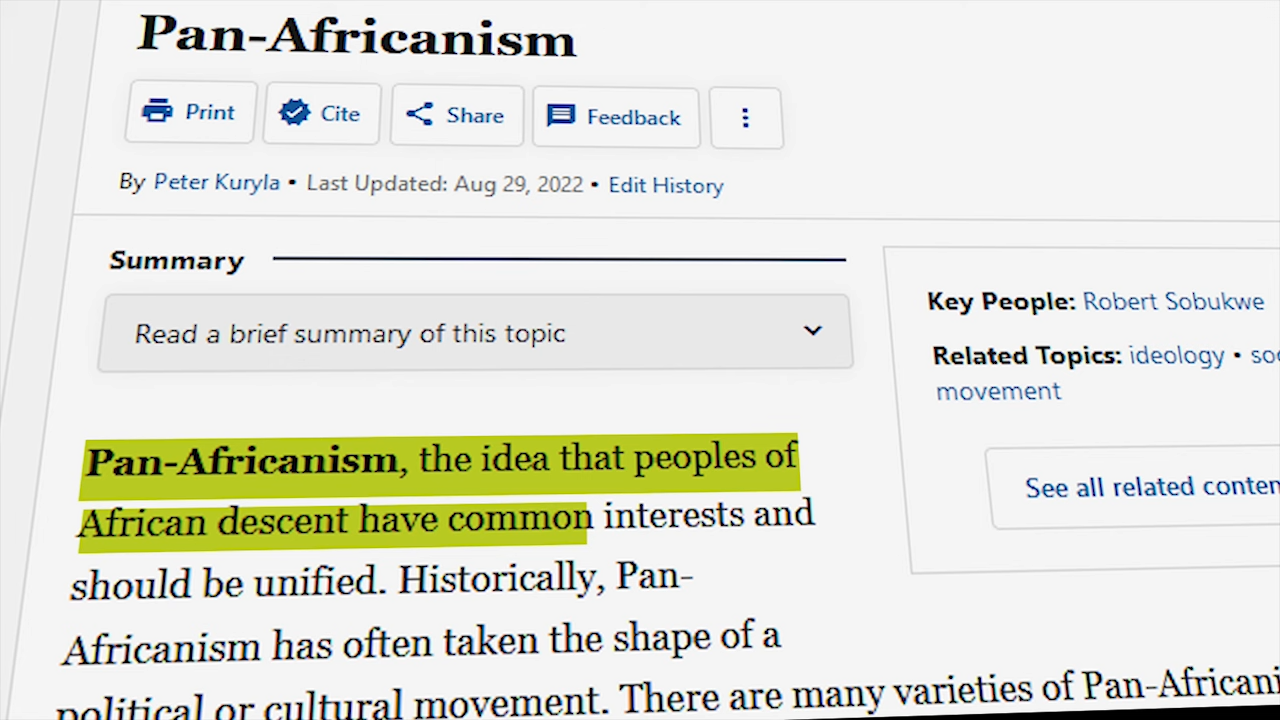 Pan-Africanism
Print
Cite
Share
Feedback
By Peter Kuryla • Last Updated: Aug 29, 2022 • Edit History
Summary
Read a brief summary of this topic
Key People: Robert Sobukwe
Related Topics: ideology •
movement
See all related
Pan-Africanism, the idea that peoples of
African descent have common interests and
should be unified. Historically, Pan-
Africanism has often taken the shape of a
political or cultural movement. There are many varieties of